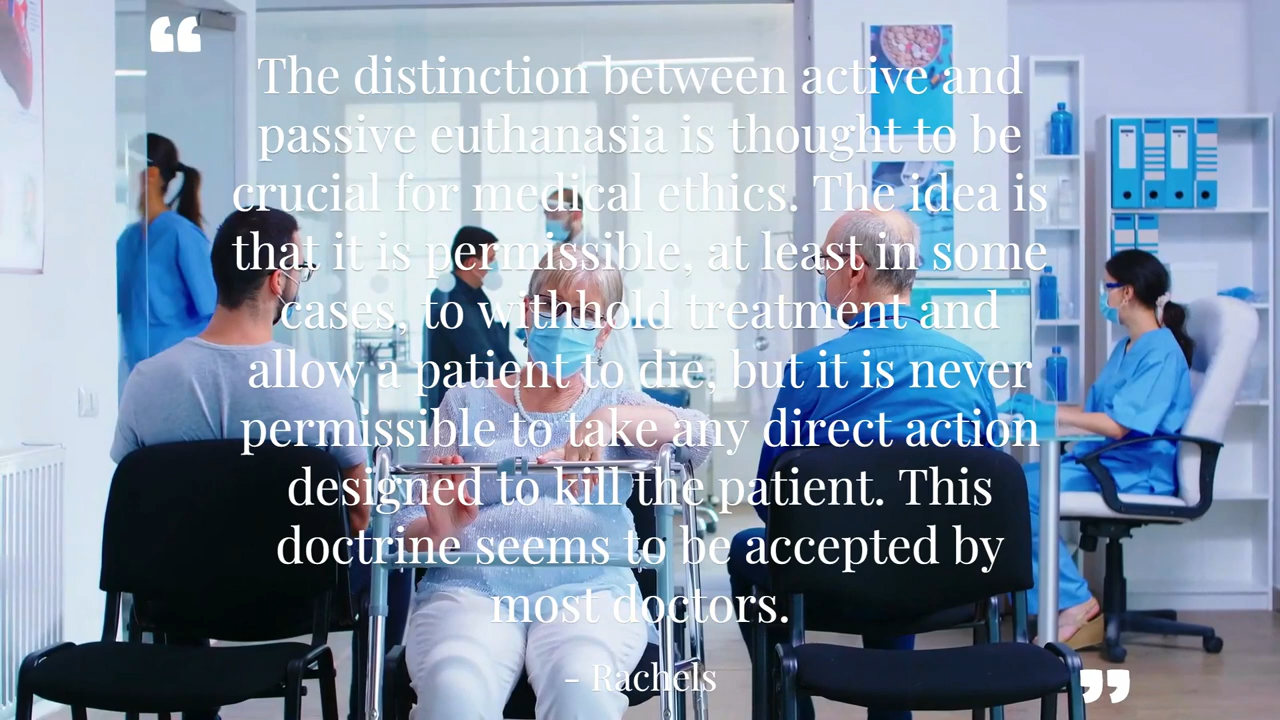 “
The distinction between active and
passive euthanasia is thought to be
crucial for medical ethics. The idea is
that it is permissible, at least in some
cases, to withhold treatment and
allow a patient to die, but it is never
permissible to take any direct action
designed to kill the patient. This
doctrine seems to be accepted by
most doctors.
- Rachels
”